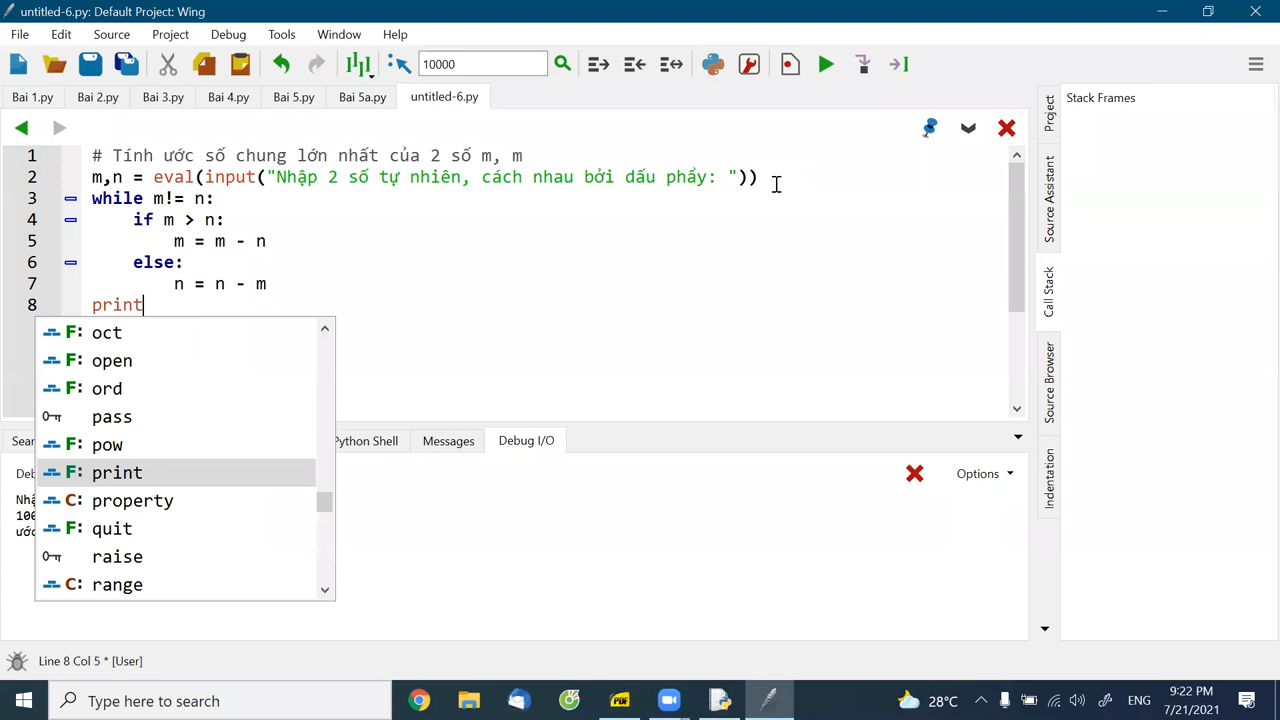 untitled-6.py: Default Project: Wing
File Edit Source Project Debug Tools Window Help
10000
Bai 1.py Bai 2.py Bai 3.py Bai 4.py Bai 5.py Bai 5a.py untitled-6.py
1 # Tính ước số chung lớn nhất của 2 số m, m
2 m,n = eval(input("Nhập 2 số tự nhiên, cách nhau bởi dấu phẩy: "))
3 while m!= n:
4 if m > n:
5 m = m - n
6 else:
7 n = n - m
8 print
F: oct
F: open
F: ord
pass
F: pow
F: print
C: property
F: quit
raise
C: range
Python Shell Messages Debug I/O
Options
Project
Source Assistant
Call Stack
Source Browser
Indentation
Stack Frames
Line 8 Col 5 * [User]
Type here to search
PDF
28°C
ENG
9:22 PM
7/21/2021